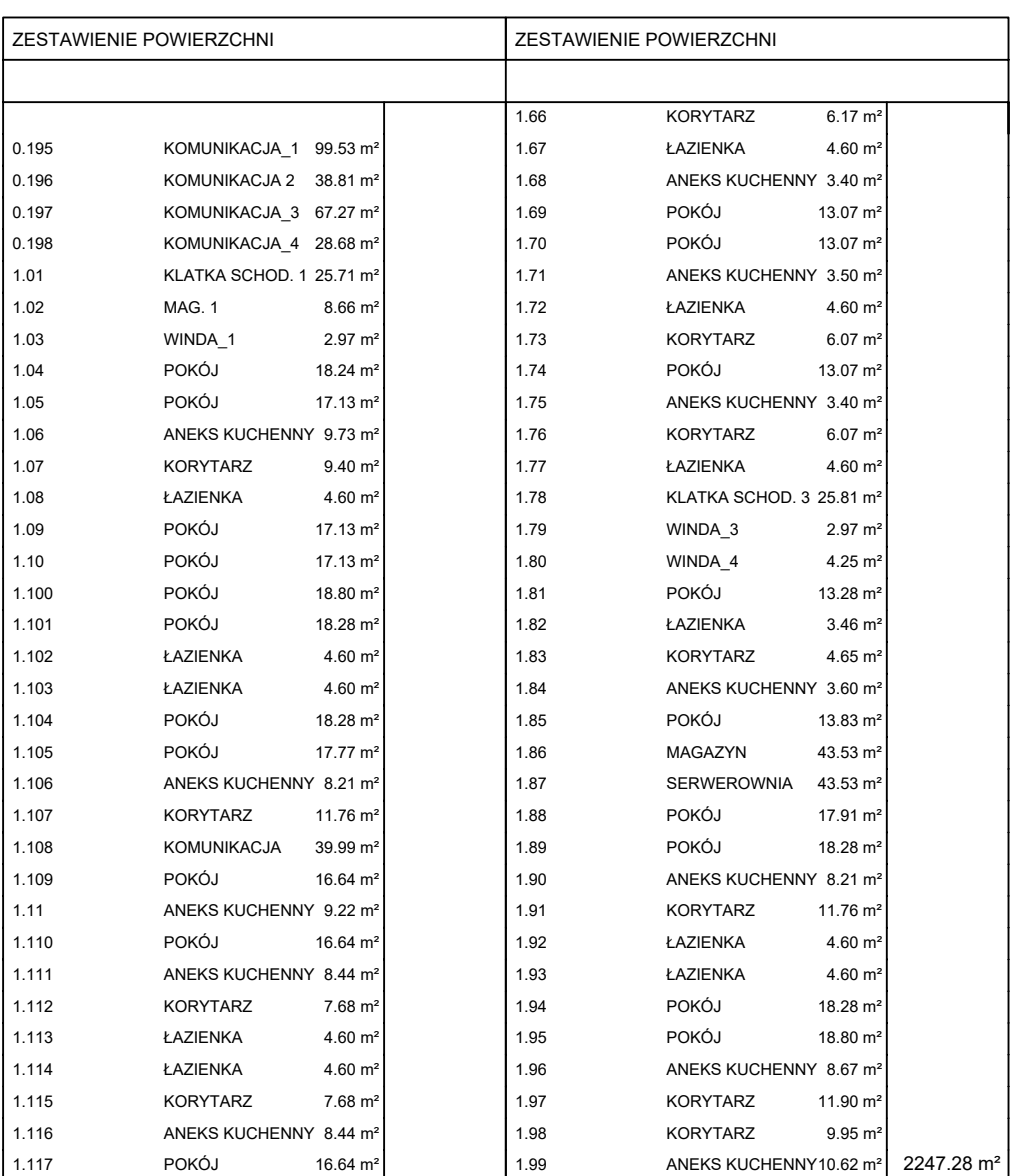 ZESTAWIENIE POWIERZCHNI
0.195 KOMUNIKACJA_1 99.53 m²
0.196 KOMUNIKACJA 2 38.81 m²
0.197 KOMUNIKACJA_3 67.27 m²
0.198 KOMUNIKACJA_4 28.68 m²
1.01 KLATKA SCHOD. 1 25.71 m²
1.02 MAG. 1 8.66 m²
1.03 WINDA_1 2.97 m²
1.04 POKÓJ 18.24 m²
1.05 POKÓJ 17.13 m²
1.06 ANEKS KUCHENNY 9.73 m²
1.07 KORYTARZ 9.40 m²
1.08 ŁAZIENKA 4.60 m²
1.09 POKÓJ 17.13 m²
1.10 POKÓJ 17.13 m²
1.100 POKÓJ 18.80 m²
1.101 POKÓJ 18.28 m²
1.102 ŁAZIENKA 4.60 m²
1.103 ŁAZIENKA 4.60 m²
1.104 POKÓJ 18.28 m²
1.105 POKÓJ 17.77 m²
1.106 ANEKS KUCHENNY 8.21 m²
1.107 KORYTARZ 11.76 m²
1.108 KOMUNIKACJA 39.99 m²
1.109 POKÓJ 16.64 m²
1.11 ANEKS KUCHENNY 9.22 m²
1.110 POKÓJ 16.64 m²
1.111 ANEKS KUCHENNY 8.44 m²
1.112 KORYTARZ 7.68 m²
1.113 ŁAZIENKA 4.60 m²
1.114 ŁAZIENKA 4.60 m²
1.115 KORYTARZ 7.68 m²
1.116 ANEKS KUCHENNY 8.44 m²
1.117 POKÓJ 16.64 m²
ZESTAWIENIE POWIERZCHNI
1.66 KORYTARZ 6.17 m²
1.67 ŁAZIENKA 4.60 m²
1.68 ANEKS KUCHENNY 3.40 m²
1.69 POKÓJ 13.07 m²
1.70 POKÓJ 13.07 m²
1.71 ANEKS KUCHENNY 3.50 m²
1.72 ŁAZIENKA 4.60 m²
1.73 KORYTARZ 6.07 m²
1.74 POKÓJ 13.07 m²
1.75 ANEKS KUCHENNY 3.40 m²
1.76 KORYTARZ 6.07 m²
1.77 ŁAZIENKA 4.60 m²
1.78 KLATKA SCHOD. 3 25.81 m²
1.79 WINDA_3 2.97 m²
1.80 WINDA_4 4.25 m²
1.81 POKÓJ 13.28 m²
1.82 ŁAZIENKA 3.46 m²
1.83 KORYTARZ 4.65 m²
1.84 ANEKS KUCHENNY 3.60 m²
1.85 POKÓJ 13.83 m²
1.86 MAGAZYN 43.53 m²
1.87 SERWEROWNIA 43.53 m²
1.88 POKÓJ 17.91 m²
1.89 POKÓJ 18.28 m²
1.90 ANEKS KUCHENNY 8.21 m²
1.91 KORYTARZ 11.76 m²
1.92 ŁAZIENKA 4.60 m²
1.93 ŁAZIENKA 4.60 m²
1.94 POKÓJ 18.28 m²
1.95 POKÓJ 18.80 m²
1.96 ANEKS KUCHENNY 8.67 m²
1.97 KORYTARZ 11.90 m²
1.98 KORYTARZ 9.95 m²
1.99 ANEKS KUCHENNY 10.62 m² 2247.28 m²